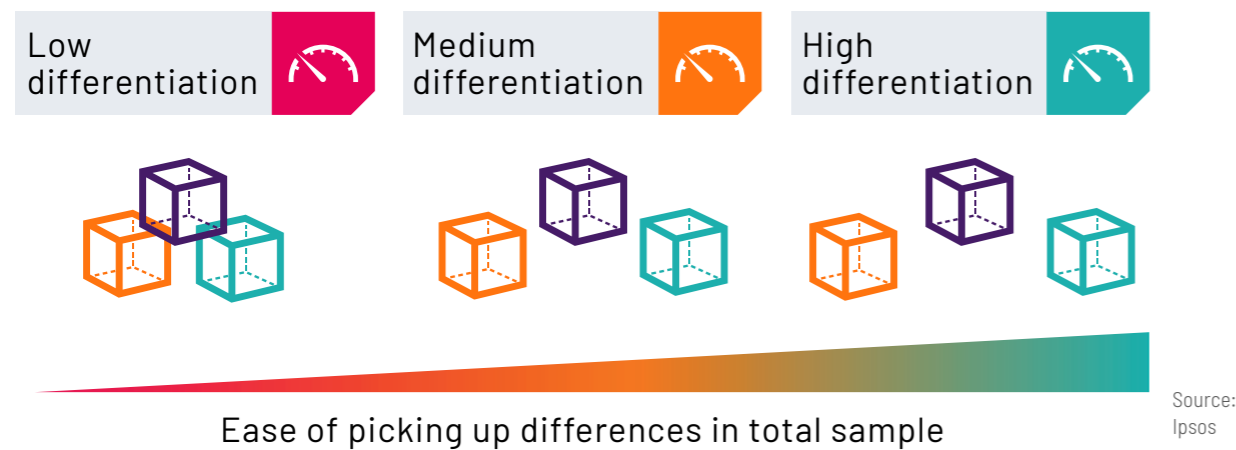 Low
differentiation
Medium
differentiation
High
differentiation
Ease of picking up differences in total sample
Source:
Ipsos